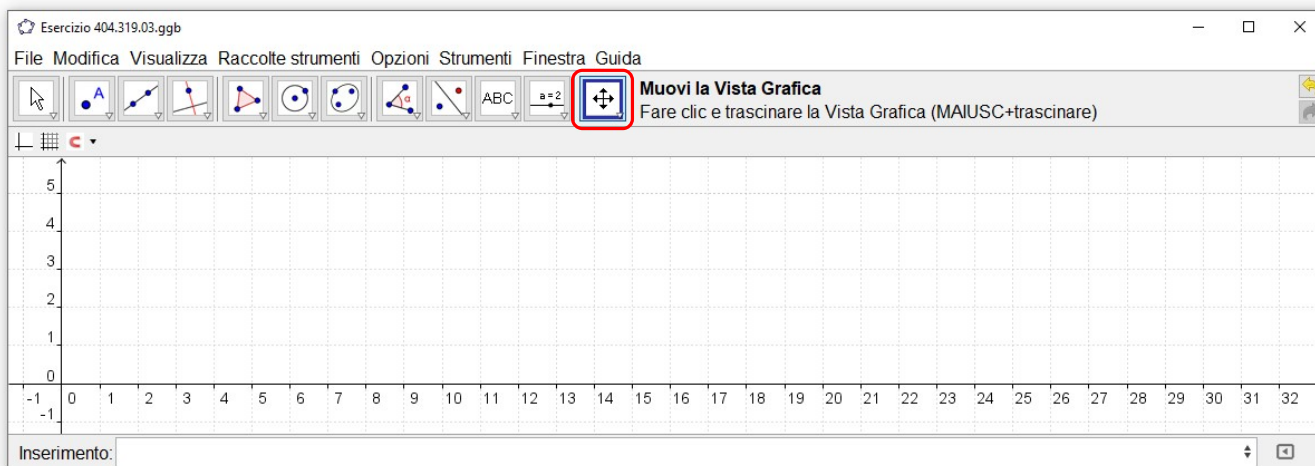 Esercizio 404.319.03.ggb
File Modifica Visualizza Raccolte strumenti Opzioni Strumenti Finestra Guida
A α ABC a=2
Muovi la Vista Grafica
Fare clic e trascinare la Vista Grafica (MAIUSC+trascinare)
5
4
3
2
1
0
-1 0 1 2 3 4 5 6 7 8 9 10 11 12 13 14 15 16 17 18 19 20 21 22 23 24 25 26 27 28 29 30 31 32
-1
Inserimento: